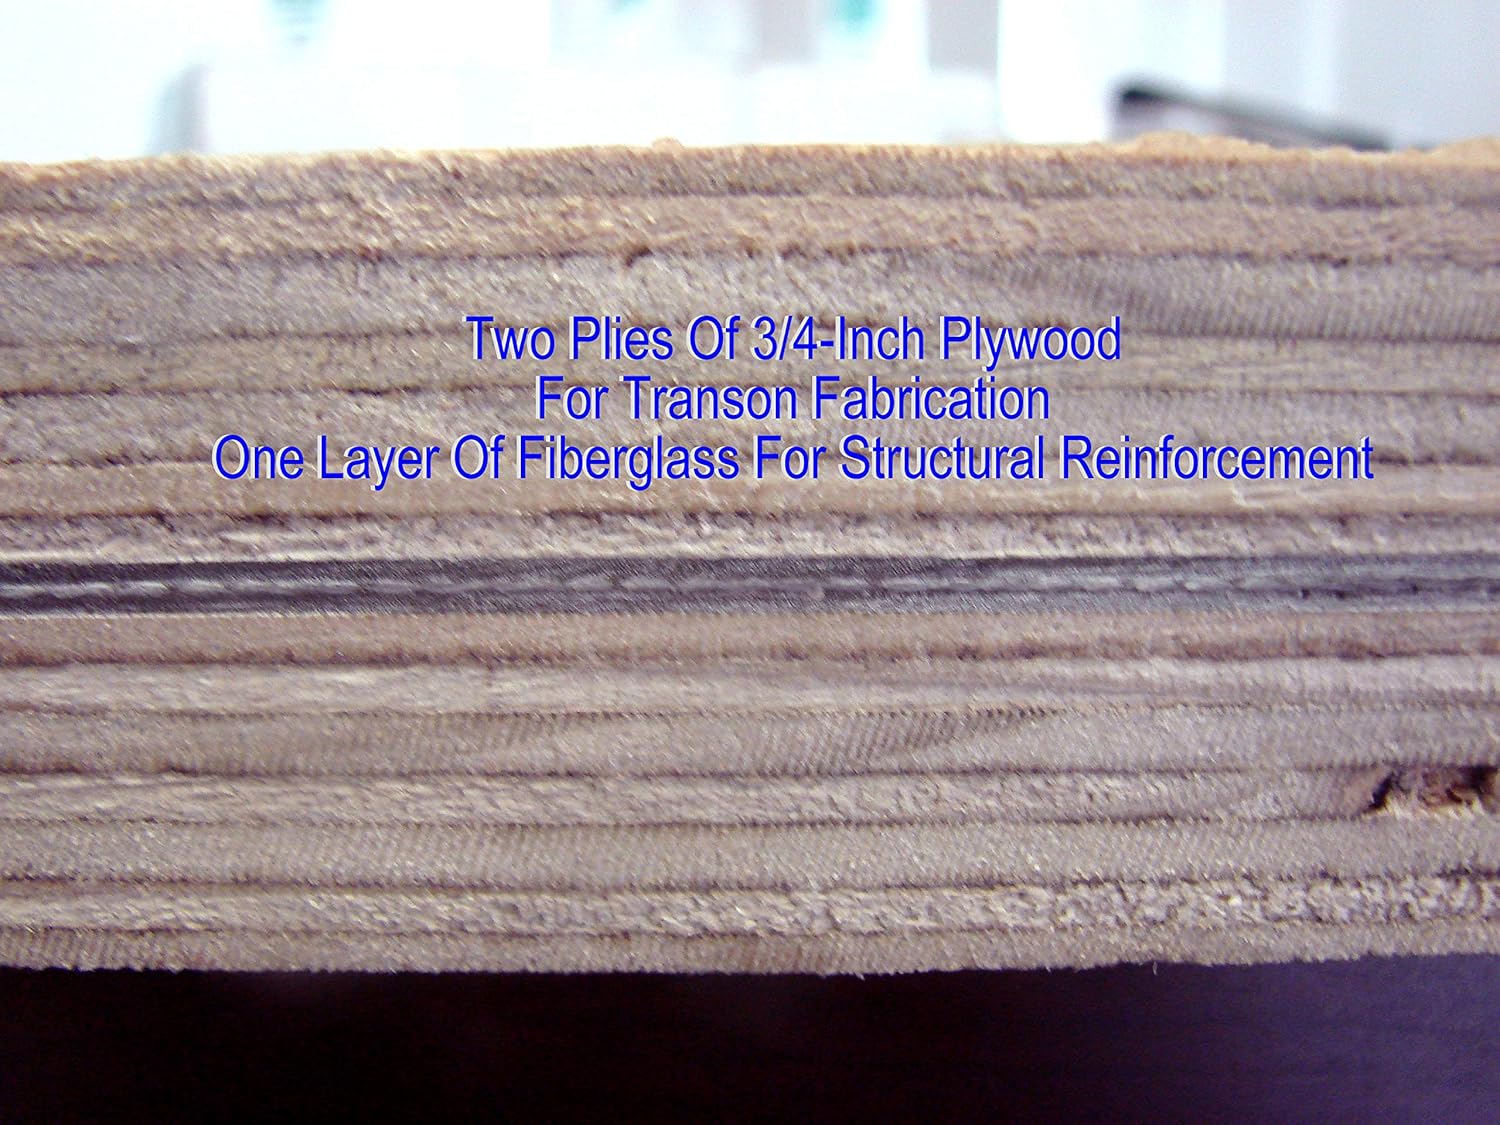 Two Plies Of 3/4-Inch Plywood
For Transon Fabrication
One Layer Of Fiberglass For Structural Reinforcement